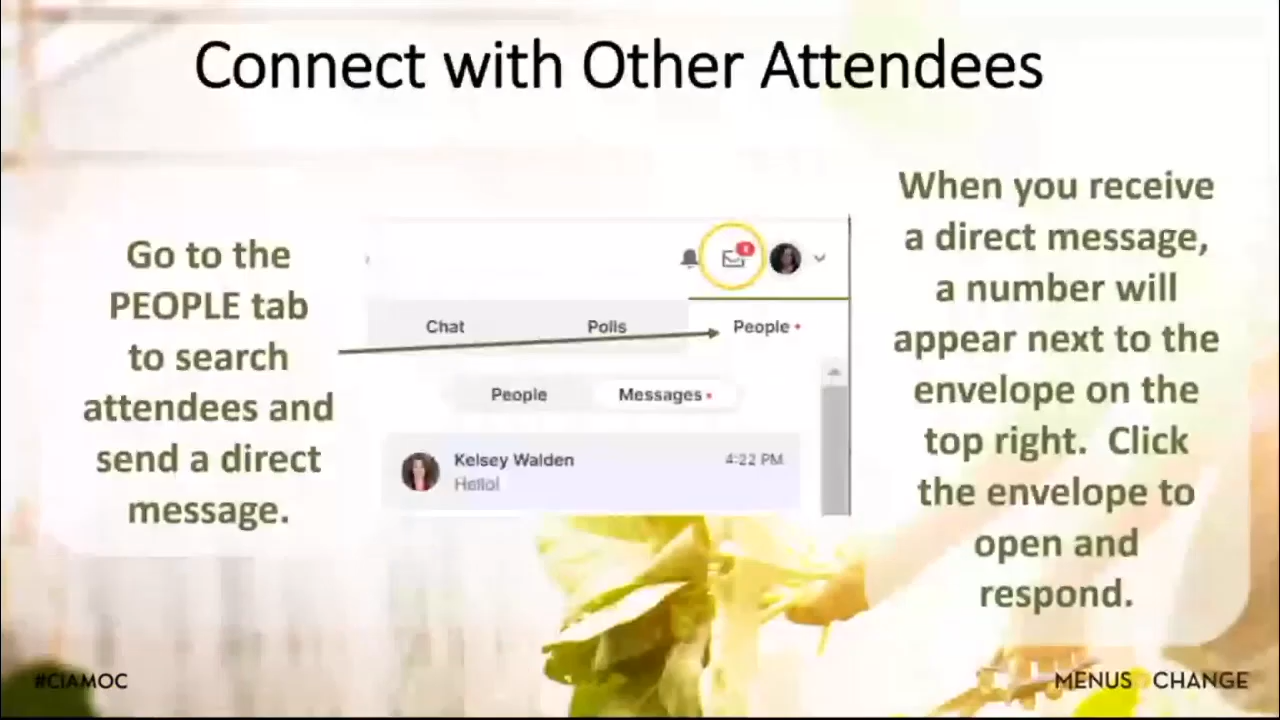 Connect with Other Attendees
Go to the
PEOPLE tab
to search
attendees and
send a direct
message.
Chat
Polls
People
People
Messages
Kelsey Walden
4:22 PM
Hello!
When you receive
a direct message,
a number will
appear next to the
envelope on the
top right. Click
the envelope to
open and
respond.
#CIAMOC
MENUS CHANGE